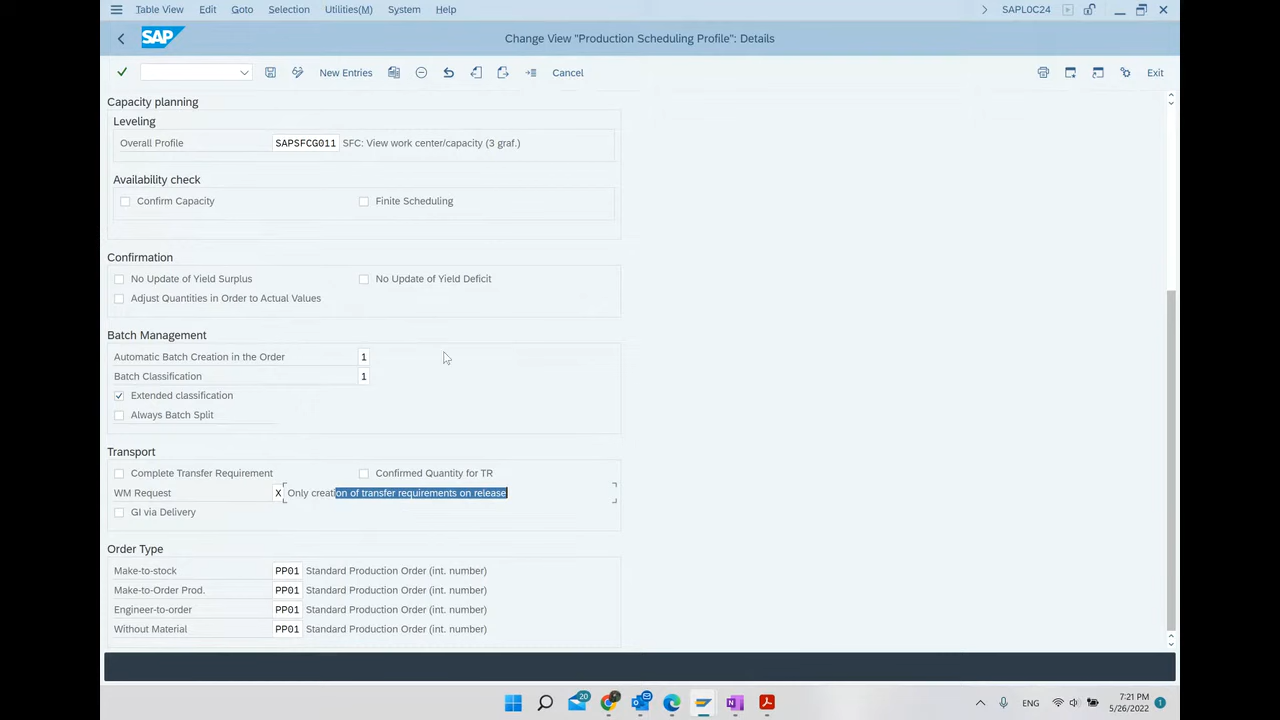 Table View Edit Goto Selection Utilities(M) System Help SAPL0C24
SAP Change View "Production Scheduling Profile": Details
New Entries Cancel Exit
Capacity planning
Leveling
Overall Profile SAPSFCG011 SFC: View work center/capacity (3 graf.)
Availability check
Confirm Capacity Finite Scheduling
Confirmation
No Update of Yield Surplus No Update of Yield Deficit
Adjust Quantities in Order to Actual Values
Batch Management
Automatic Batch Creation in the Order 1
Batch Classification 1
Extended classification
Always Batch Split
Transport
Complete Transfer Requirement Confirmed Quantity for TR
WM Request X Only creation of transfer requirements on release
GI via Delivery
Order Type
Make-to-stock PP01 Standard Production Order (int. number)
Make-to-Order Prod. PP01 Standard Production Order (int. number)
Engineer-to-order PP01 Standard Production Order (int. number)
Without Material PP01 Standard Production Order (int. number)
20 ENG 7:21 PM 1
5/26/2022